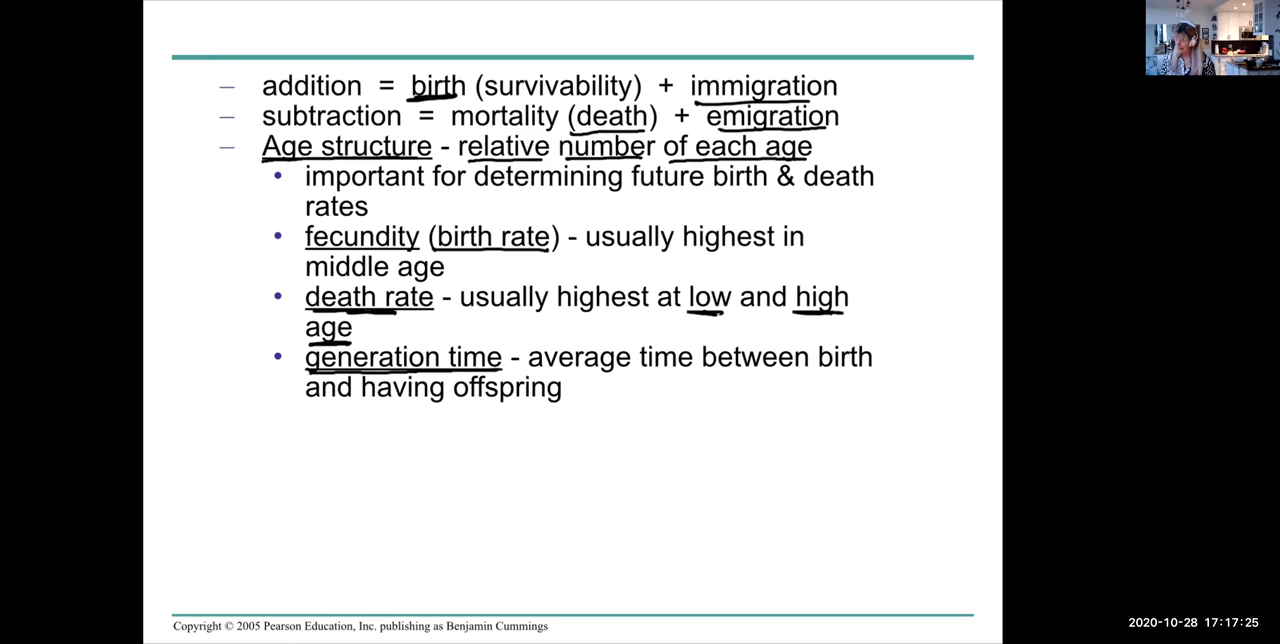 – addition = birth (survivability) + immigration
– subtraction = mortality (death) + emigration
– Age structure - relative number of each age
• important for determining future birth & death
rates
• fecundity (birth rate) - usually highest in
middle age
• death rate - usually highest at low and high
age
• generation time - average time between birth
and having offspring
Copyright © 2005 Pearson Education, Inc. publishing as Benjamin Cummings
2020-10-28 17:17:25